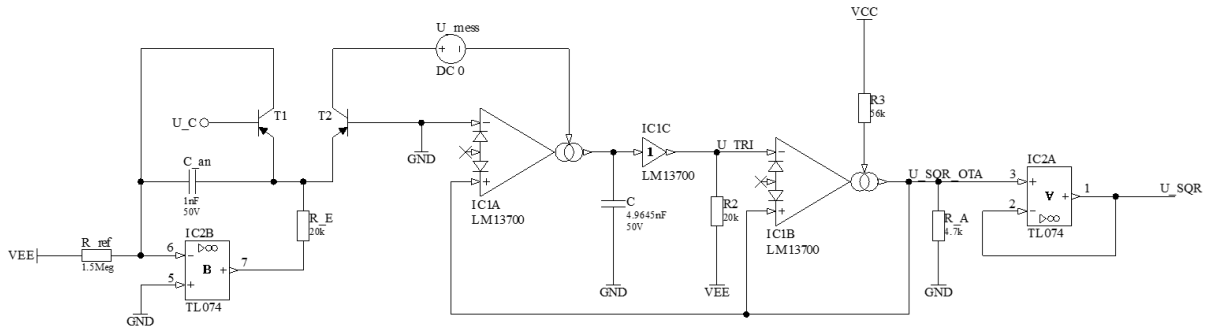 U_mess
DC 0
VCC
R3
56k
T1
T2
U_C
GND
C_an
1nF
50V
IC1A
LM13700
IC1C
1
LM13700
U_TRI
C
4.9645nF
50V
R2
20k
IC1B
LM13700
U_SQR_OTA
IC2A
3
2
1
A
TL074
U_SQR
R_A
4.7k
R_E
20k
VEE
R_ref
1.5Meg
IC2B
6
5
7
B
TL074
GND
GND
VEE
GND